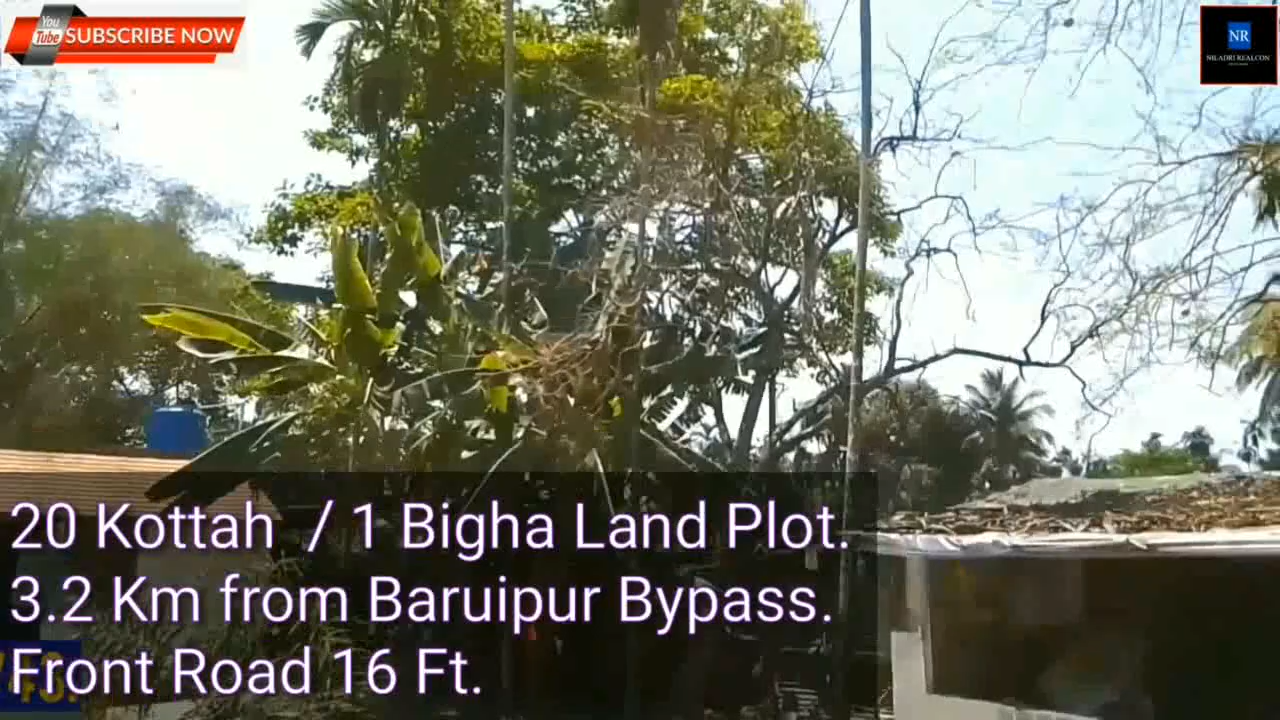 You
Tube SUBSCRIBE NOW
NR
NILADRI REALCON
20 Kottah / 1 Bigha Land Plot.
3.2 Km from Baruipur Bypass.
Front Road 16 Ft.